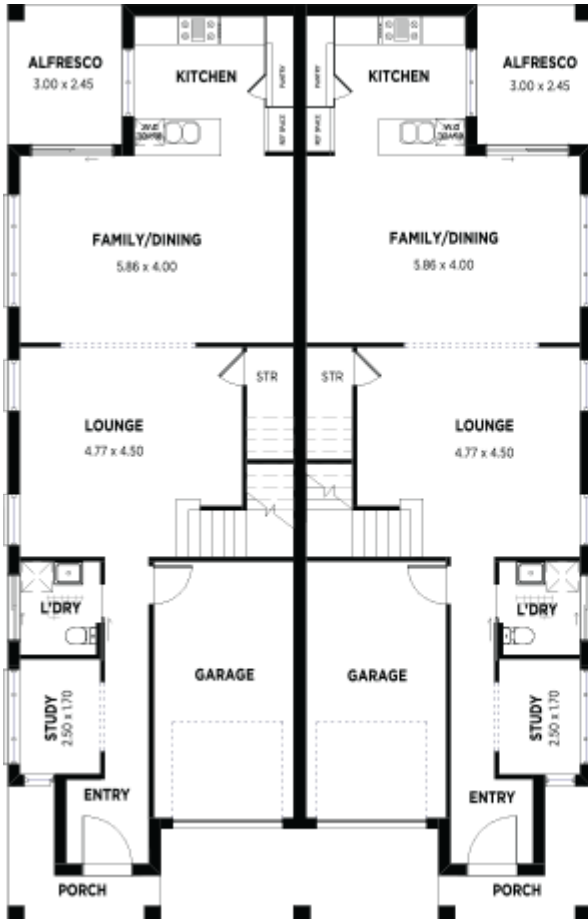 ALFRESCO
3.00 x 2.45
KITCHEN
PANTRY
REF SPACE
D.W.
SPACE
FAMILY/DINING
5.86 x 4.00
STR
LOUNGE
4.77 x 4.50
L'DRY
STUDY
2.50 x 1.70
GARAGE
ENTRY
PORCH
KITCHEN
PANTRY
REF SPACE
D.W.
SPACE
ALFRESCO
3.00 x 2.45
FAMILY/DINING
5.86 x 4.00
STR
LOUNGE
4.77 x 4.50
L'DRY
STUDY
2.50 x 1.70
GARAGE
ENTRY
PORCH